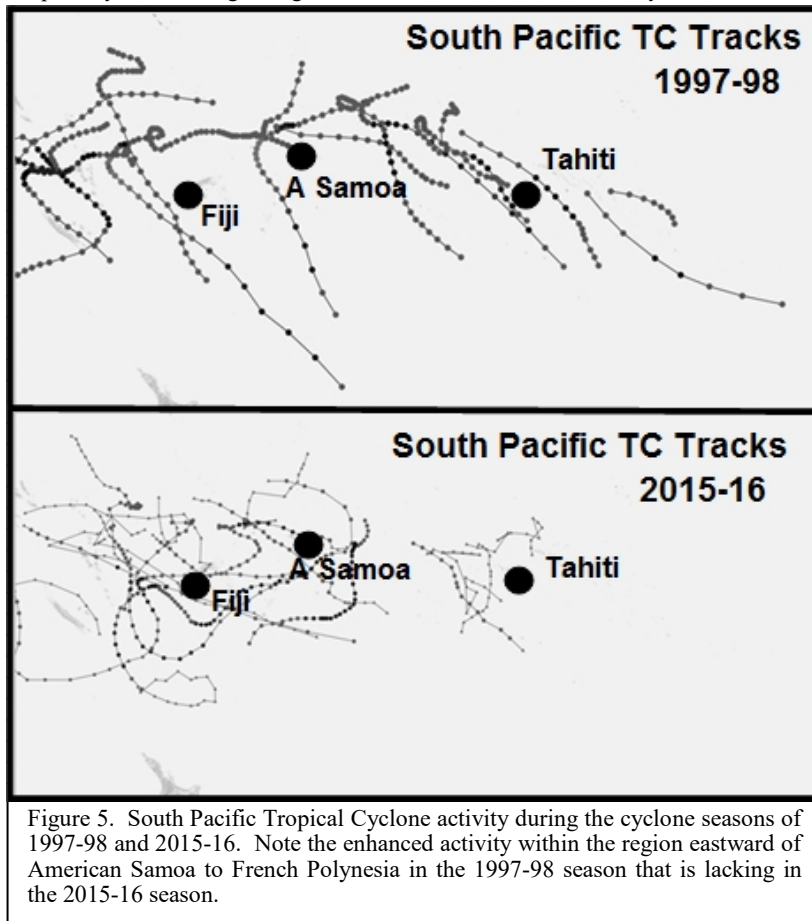 South Pacific TC Tracks
1997-98
Tahiti
A Samoa
Fiji
South Pacific TC Tracks
2015-16
A Samoa
Tahiti
Fiji
Figure 5. South Pacific Tropical Cyclone activity during the cyclone seasons of
1997-98 and 2015-16. Note the enhanced activity within the region eastward of
American Samoa to French Polynesia in the 1997-98 season that is lacking in
the 2015-16 season.